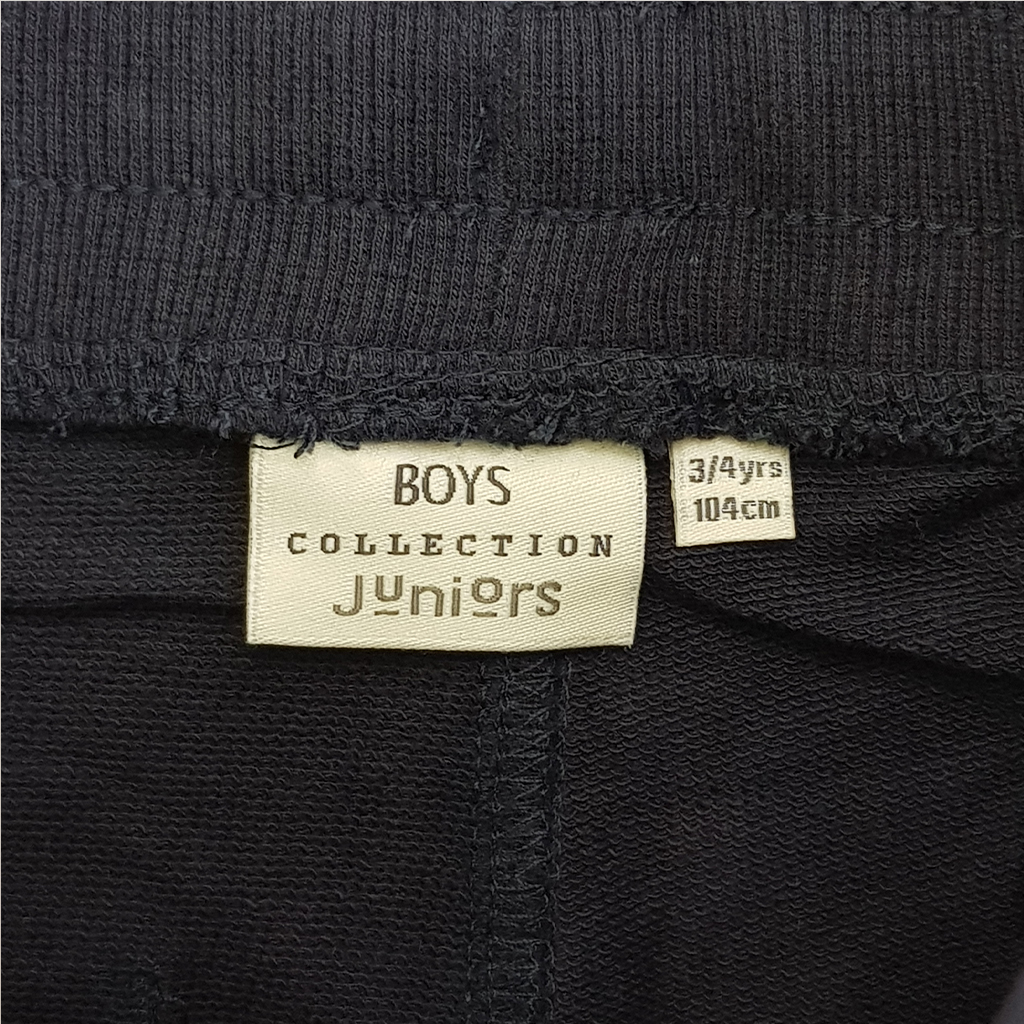 BOYS
COLLECTION
Juniors
3/4yrs
104cm